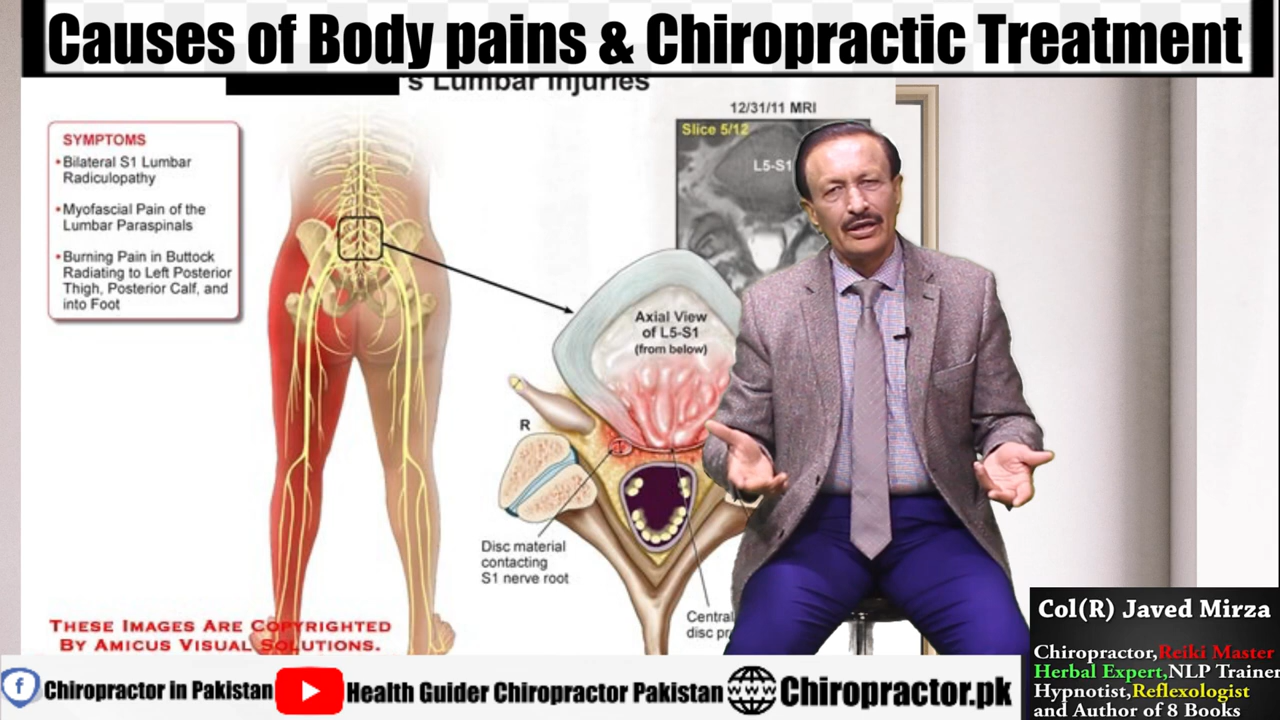 Causes of Body pains & Chiropractic Treatment
's Lumbar Injuries
SYMPTOMS
•Bilateral S1 Lumbar
Radiculopathy
•Myofascial Pain of the
Lumbar Paraspinals
•Burning Pain in Buttock
Radiating to Left Posterior
Thigh, Posterior Calf, and
into Foot
12/31/11 MRI
Slice 5/12
L5-S1
Axial View
of L5-S1
(from below)
R
Disc material
contacting
S1 nerve root
Central
disc
THESE IMAGES ARE COPYRIGHTED
BY AMICUS VISUAL SOLUTIONS.
Col(R) Javed Mirza
Chiropractor,Reiki Master
Herbal Expert,NLP Trainer
Hypnotist,Reflexologist
and Author of 8 Books
f Chiropractor in Pakistan Health Guider Chiropractor Pakistan WWW Chiropractor.pk